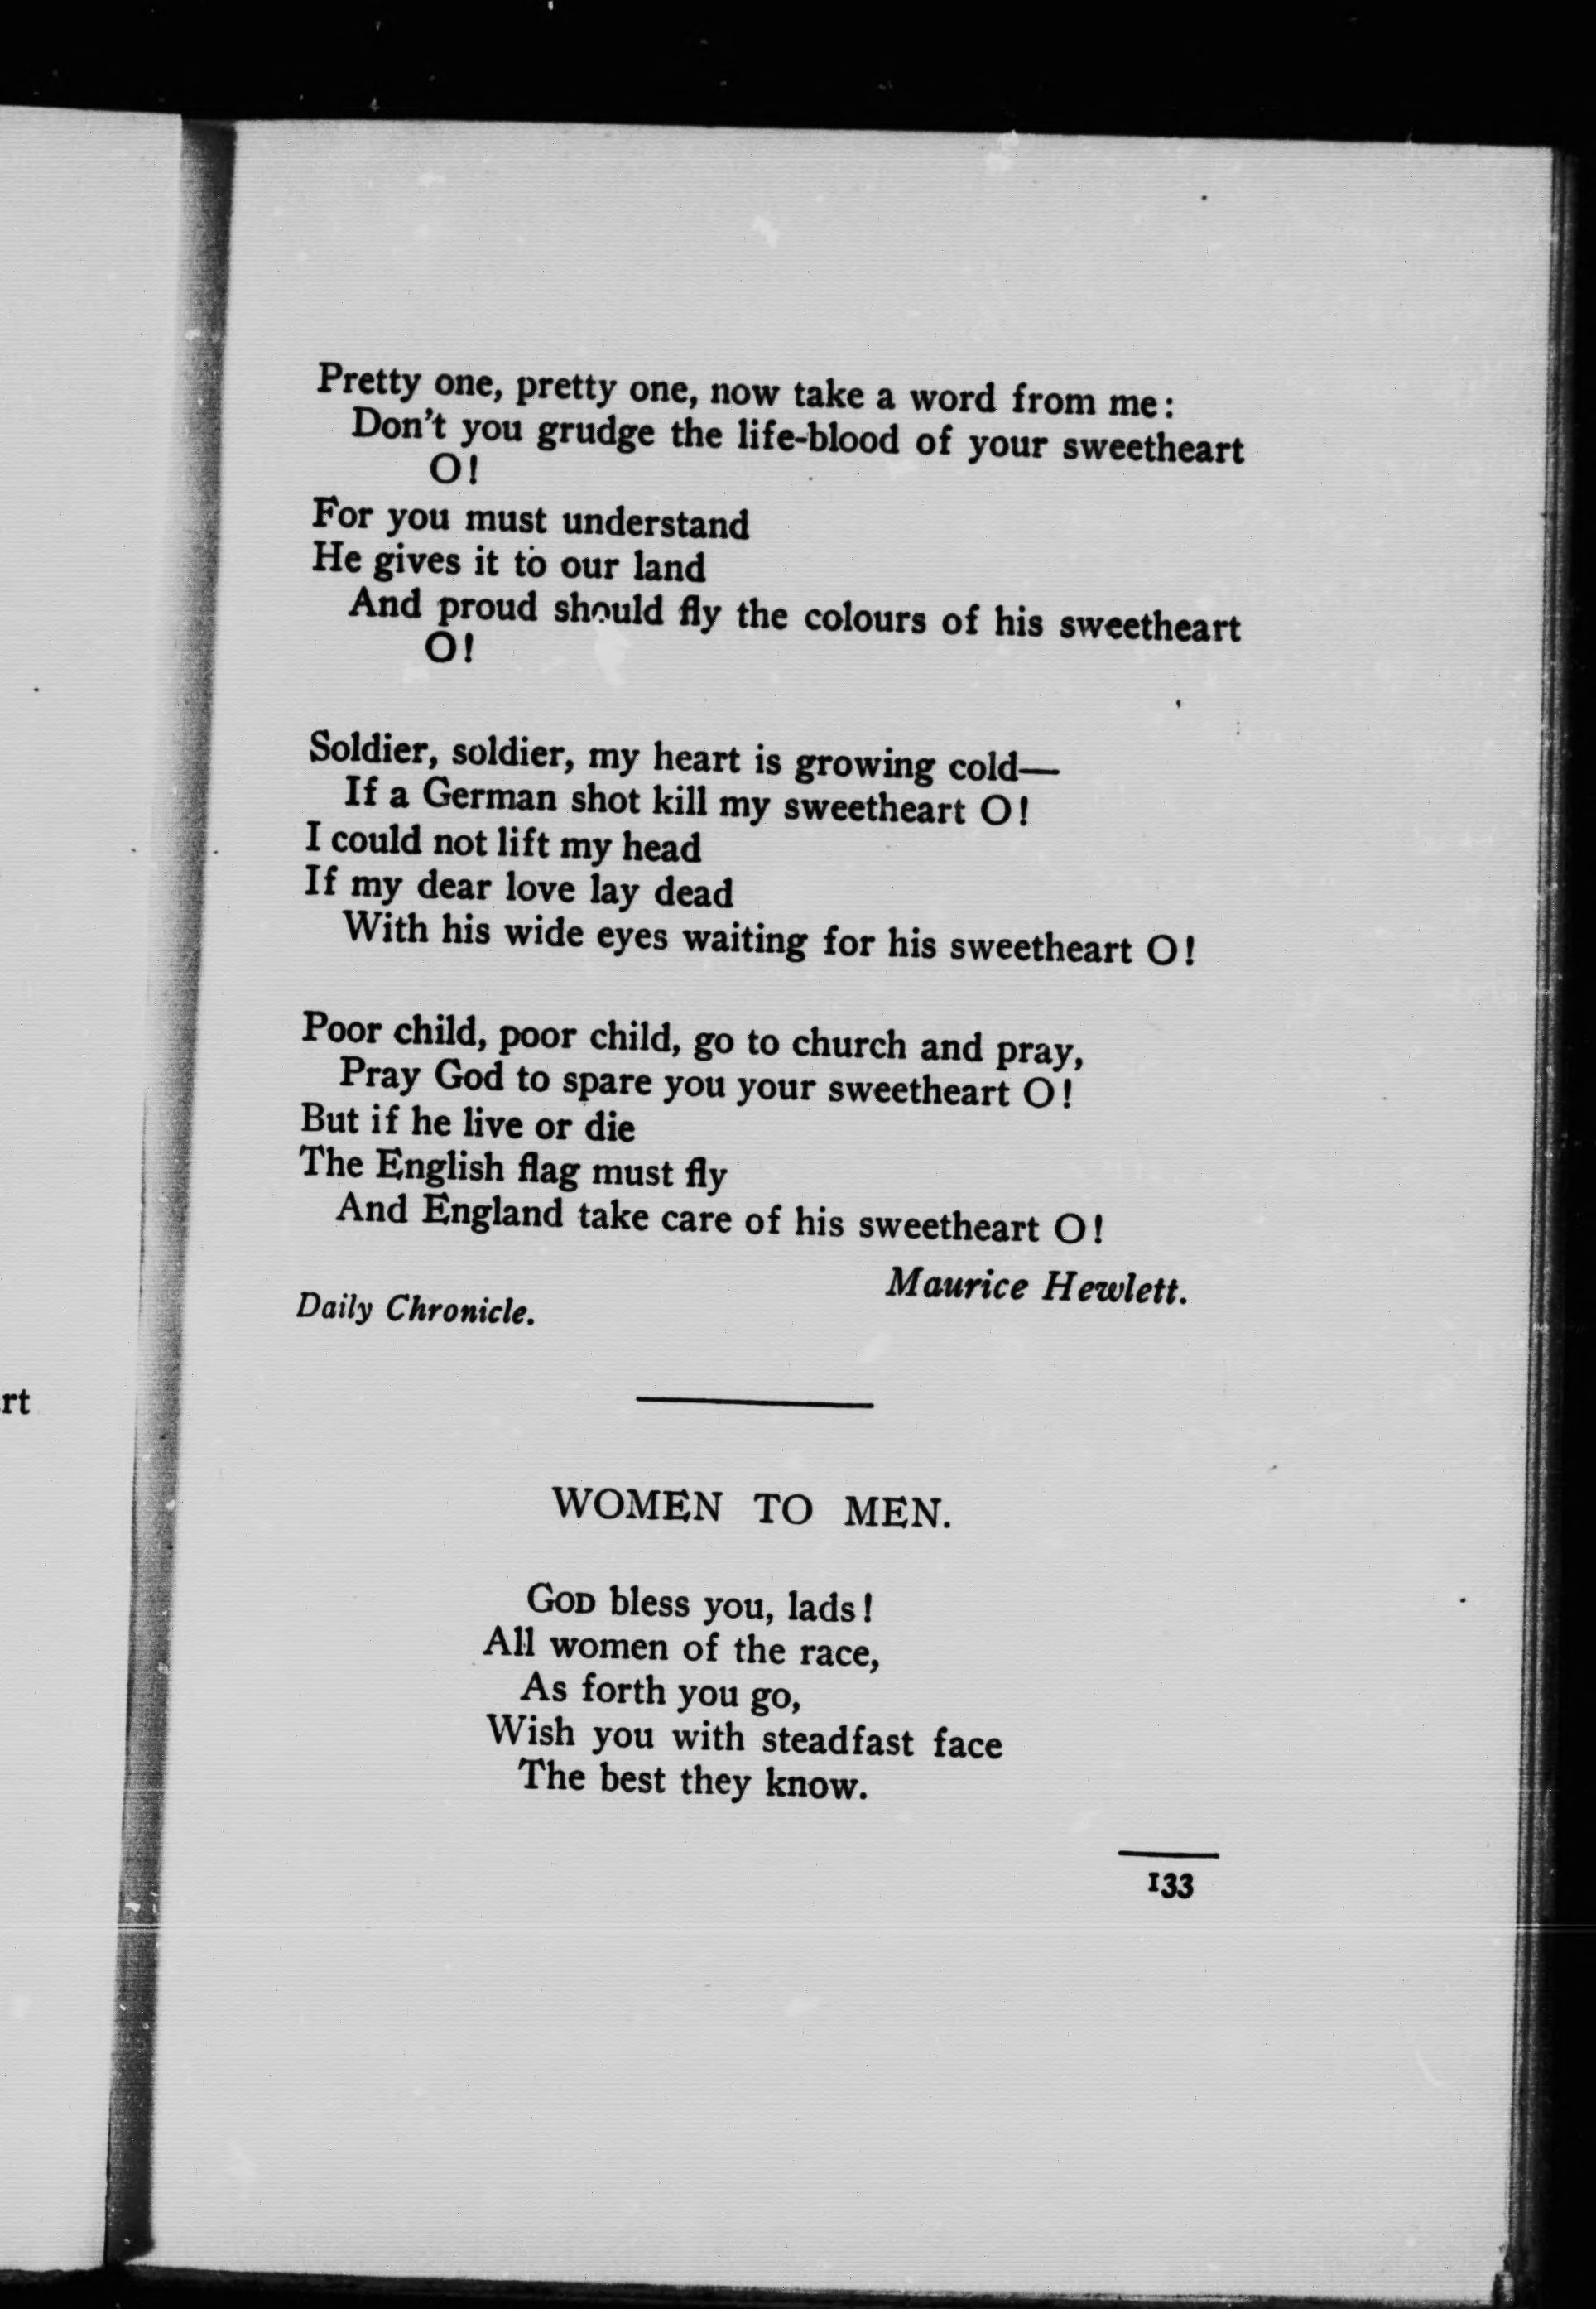 Pretty one, pretty one, now take a word from me:
Don't you grudge the life-blood of your sweetheart
O!
For you must understand
He gives it to our land
And proud should fly the colours of his sweetheart
O!
Soldier, soldier, my heart is growing cold—
If a German shot kill my sweetheart O!
I could not lift my head
If my dear love lay dead
With his wide eyes waiting for his sweetheart O!
Poor child, poor child, go to church and pray,
Pray God to spare you your sweetheart O!
But if he live or die
The English flag must fly
And England take care of his sweetheart O!
Maurice Hewlett.
Daily Chronicle.
rt
WOMEN TO MEN.
GOD bless you, lads!
All women of the race,
As forth you go,
Wish you with steadfast face
The best they know.
133